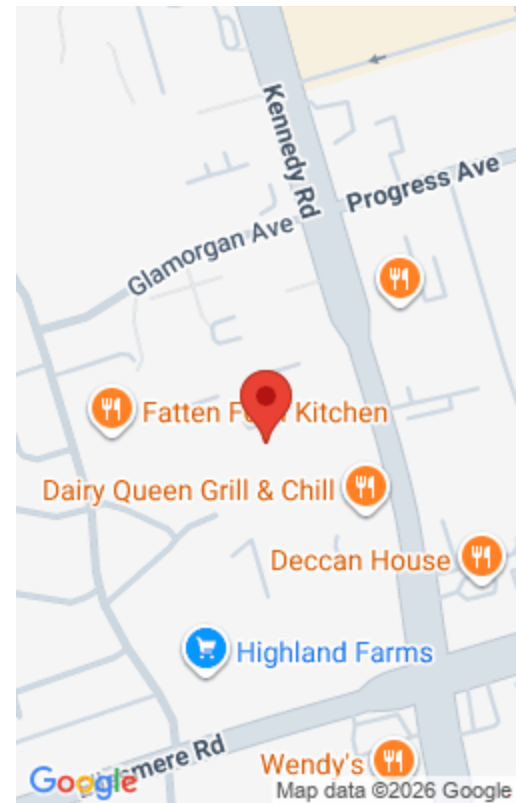 Kennedy Rd
Progress Ave
Glamorgan Ave
Fatten F Kitchen
Dairy Queen Grill & Chill
Deccan House
Highland Farms
mere Rd
Wendy's
Google
Map data ©2026 Google